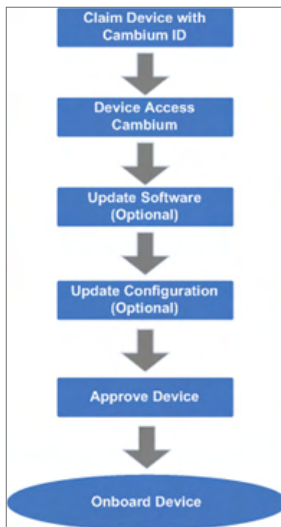 Claim Device with
Cambium ID
Device Access
Cambium
Update Software
(Optional)
Update Configuration
(Optional)
Approve Device
Onboard Device